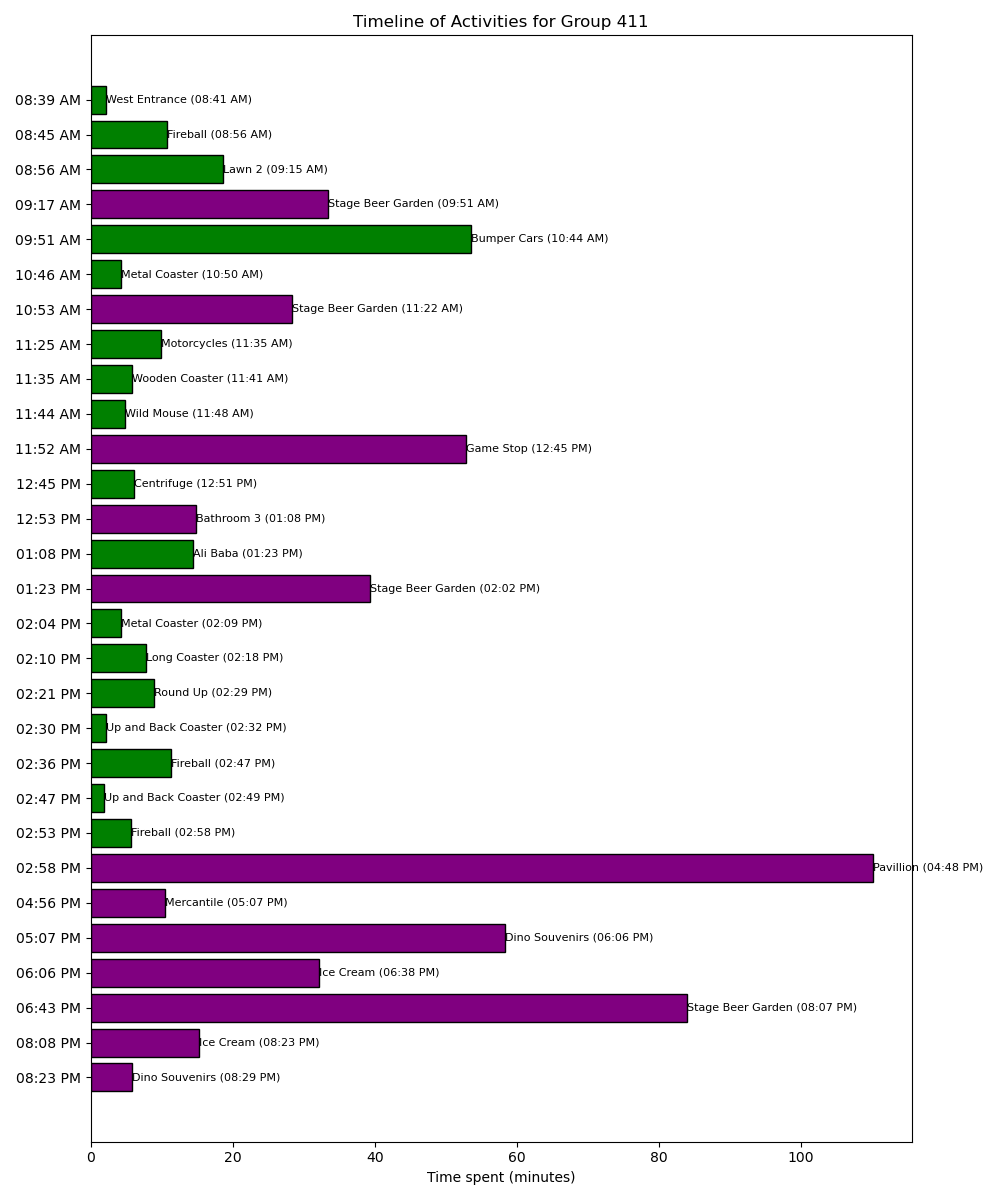 Timeline of Activities for Group 411
08:39 AM West Entrance (08:41 AM)
08:45 AM Fireball (08:56 AM)
08:56 AM Lawn 2 (09:15 AM)
09:17 AM Stage Beer Garden (09:51 AM)
09:51 AM Bumper Cars (10:44 AM)
10:46 AM Metal Coaster (10:50 AM)
10:53 AM Stage Beer Garden (11:22 AM)
11:25 AM Motorcycles (11:35 AM)
11:35 AM Wooden Coaster (11:41 AM)
11:44 AM Wild Mouse (11:48 AM)
11:52 AM Game Stop (12:45 PM)
12:45 PM Centrifuge (12:51 PM)
12:53 PM Bathroom 3 (01:08 PM)
01:08 PM Ali Baba (01:23 PM)
01:23 PM Stage Beer Garden (02:02 PM)
02:04 PM Metal Coaster (02:09 PM)
02:10 PM Long Coaster (02:18 PM)
02:21 PM Round Up (02:29 PM)
02:30 PM Up and Back Coaster (02:32 PM)
02:36 PM Fireball (02:47 PM)
02:47 PM Up and Back Coaster (02:49 PM)
02:53 PM Fireball (02:58 PM)
02:58 PM Pavillion (04:48 PM)
04:56 PM Mercantile (05:07 PM)
05:07 PM Dino Souvenirs (06:06 PM)
06:06 PM Ice Cream (06:38 PM)
06:43 PM Stage Beer Garden (08:07 PM)
08:08 PM Ice Cream (08:23 PM)
08:23 PM Dino Souvenirs (08:29 PM)
0 20 40 60 80 100
Time spent (minutes)